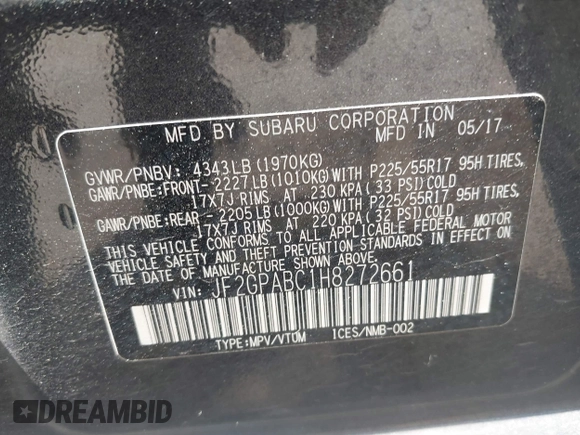 MFD BY SUBARU CORPORATION
MFD IN 05/17
GVWR/PNBV: 4343LB (1970KG)
GAWR/PNBE:FRONT-2227LB (1010KG)WITH P225/55R17 95H TIRES,
17X7J RIMS AT 230 KPA ( 33 PSI) COLD
GAWR/PNBE:REAR -2205LB (1000KG)WITH P225/55R17 95H TIRES,
17X7J RIMS AT 220 KPA ( 32 PSI) COLD
THIS VEHICLE CONFORMS TO ALL APPLICABLE FEDERAL MOTOR
VEHICLE SAFETY AND THEFT PREVENTION STANDARDS IN EFFECT ON
THE DATE OF MANUFACTURE SHOWN ABOVE.
VIN: JF2GPABC1H8272661
TYPE:MPV/VTUM ICES/NMB-002
DREAMBID